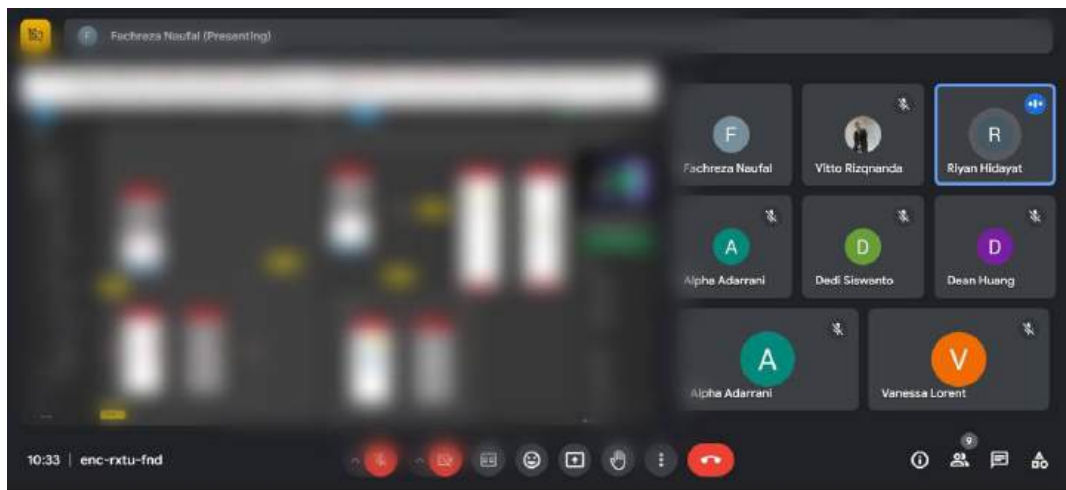 Fachreza Naufal (Presenting)
F
Fachreza Naufal
Vitto Rizqnanda
R
Riyan Hidayat
A
Alpha Adarrani
D
Dedi Siswanto
D
Dean Huang
A
Alpha Adarrani
V
Vanessa Lorent
10:33 | enc-rxtu-fnd
9